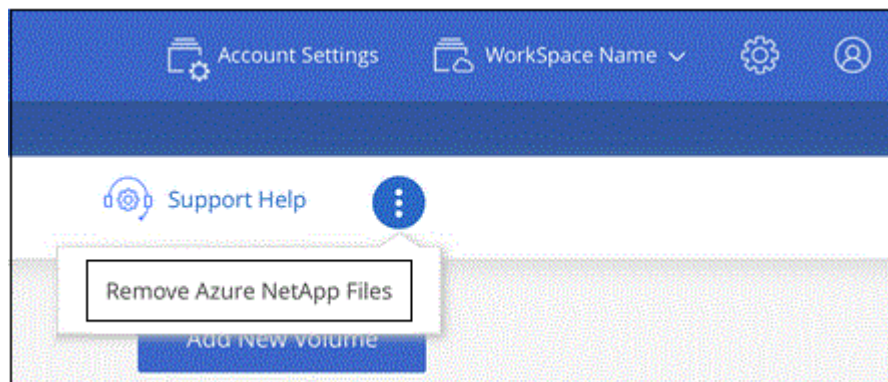 Account Settings
WorkSpace Name
Support Help
Remove Azure NetApp Files
Add New Volume